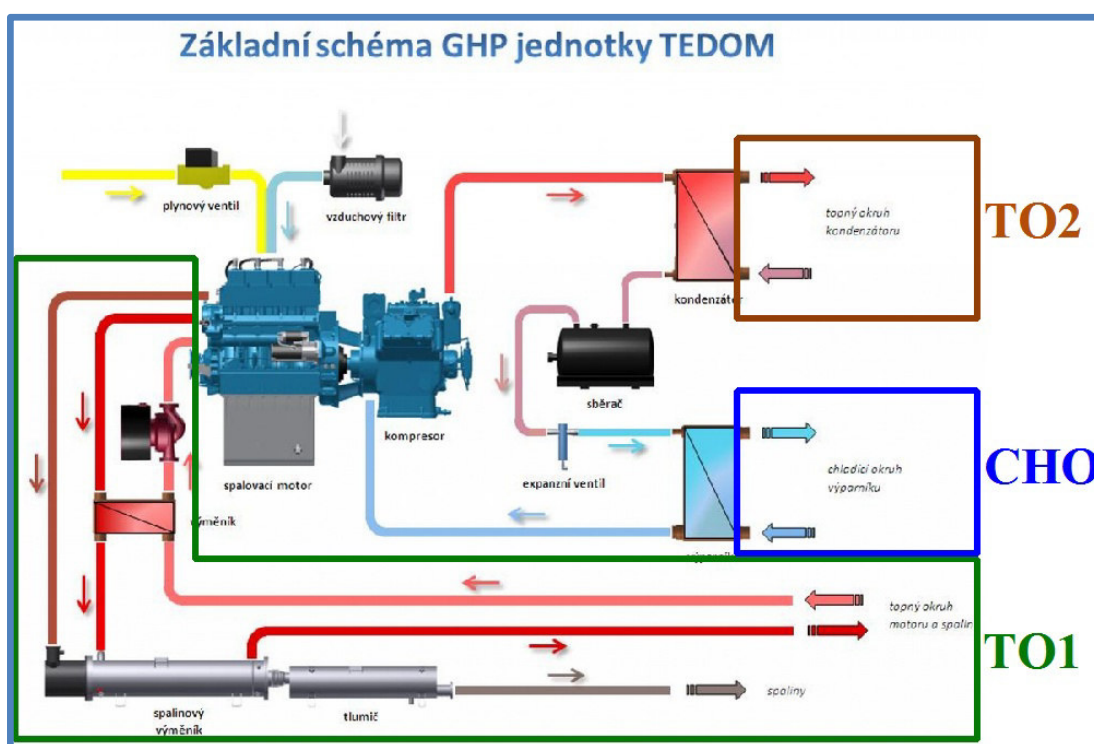 Základní schéma GHP jednotky TEDOM
plynový ventil
vzduchový filtr
topný okruh
kondenzátoru
TO2
kondenzátor
sběrač
kompresor
spalovací motor
expanzní ventil
chladící okruh
výparníku
CHO
výměník
topný okruh
motoru a spalin
TO1
spaliny
spalinový
výměník
tlumič